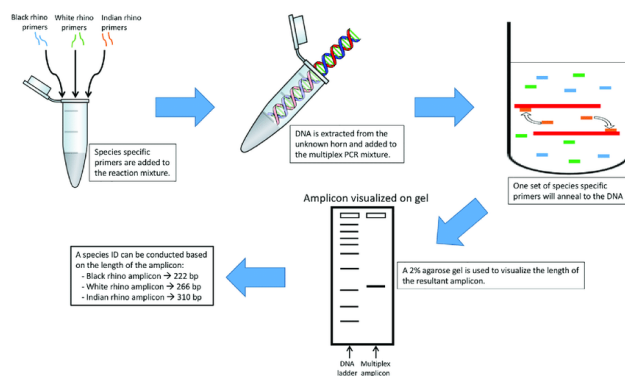 Black rhino White rhino Indian rhino
primers primers primers
Species specific
primers are added to
the reaction mixture.
DNA is extracted from the
unknown horn and added to
the multiplex PCR mixture.
One set of species specific
primers will anneal to the DNA
Amplicon visualized on gel
A 2% agarose gel is used to visualize the length of
the resultant amplicon.
DNA Multiplex
ladder amplicon
A species ID can be conducted based
on the length of the amplicon:
- Black rhino amplicon → 222 bp
- White rhino amplicon → 266 bp
- Indian rhino amplicon → 310 bp